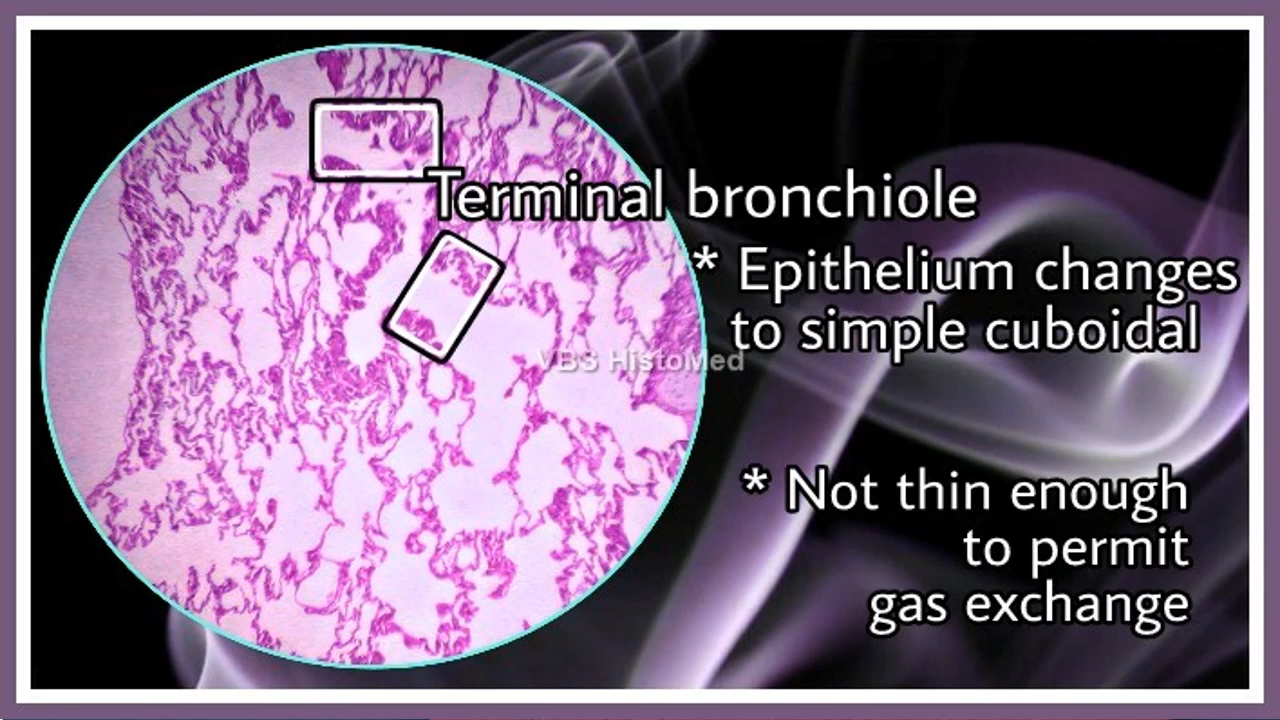 Terminal bronchiole
* Epithelium changes
to simple cuboidal
VBS HistoMed
* Not thin enough
to permit
gas exchange